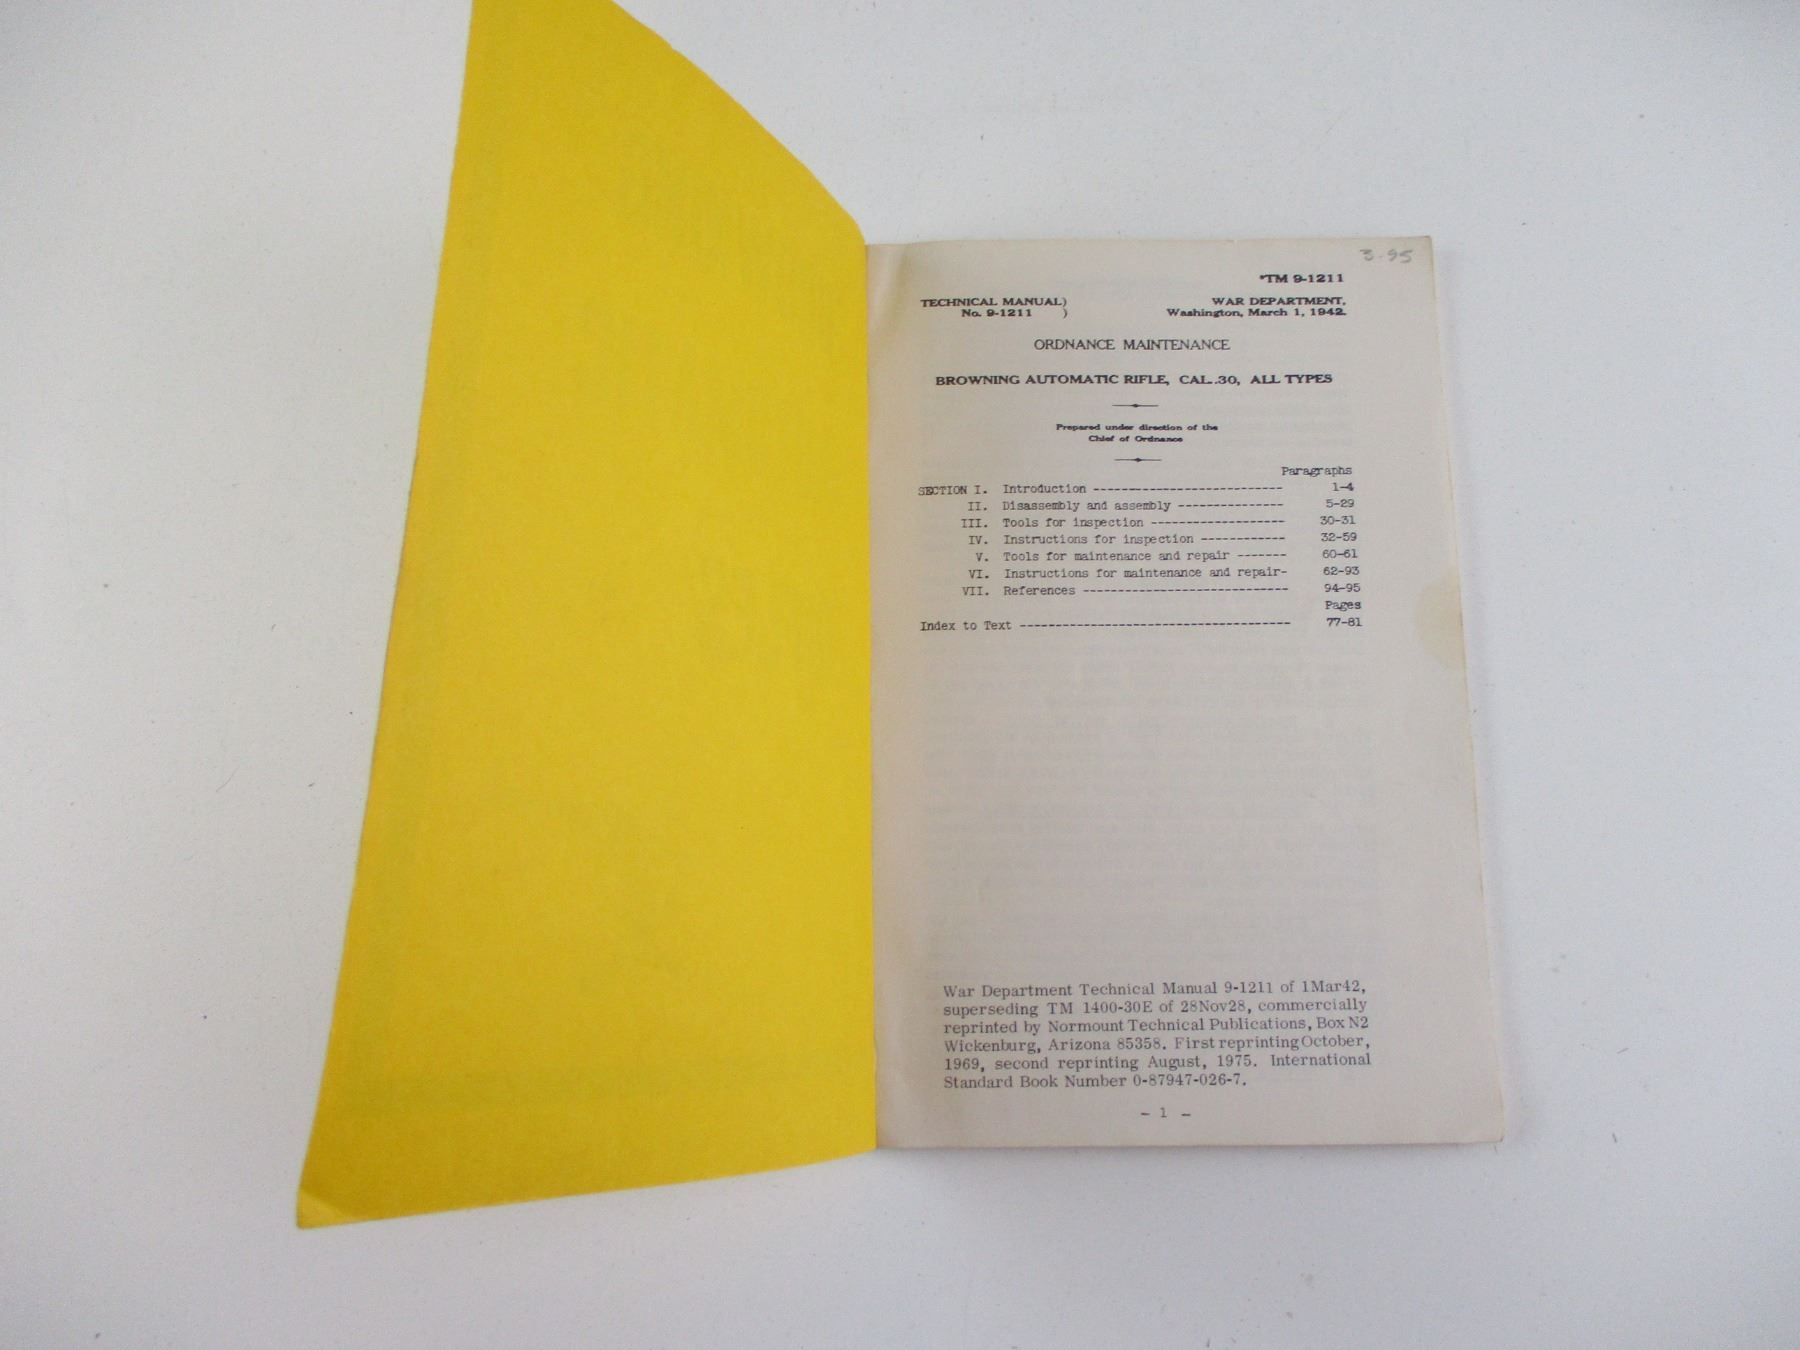 3-95
*TM 9-1211
TECHNICAL MANUAL) WAR DEPARTMENT,
No. 9-1211 ) Washington, March 1, 1942.
ORDNANCE MAINTENANCE
BROWNING AUTOMATIC RIFLE, CAL..30, ALL TYPES
Prepared under direction of the
Chief of Ordnance
Paragraphs
SECTION I. Introduction --------------------------- 1-4
II. Disassembly and assembly --------------- 5-29
III. Tools for inspection ------------------- 30-31
IV. Instructions for inspection ------------ 32-59
V. Tools for maintenance and repair ------- 60-61
VI. Instructions for maintenance and repair- 62-93
VII. References ----------------------------- 94-95
Pages
Index to Text -------------------------------------- 77-81
War Department Technical Manual 9-1211 of 1Mar42,
superseding TM 1400-30E of 28Nov28, commercially
reprinted by Normount Technical Publications, Box N2
Wickenburg, Arizona 85358. First reprinting October,
1969, second reprinting August, 1975. International
Standard Book Number 0-87947-026-7.
- 1 -